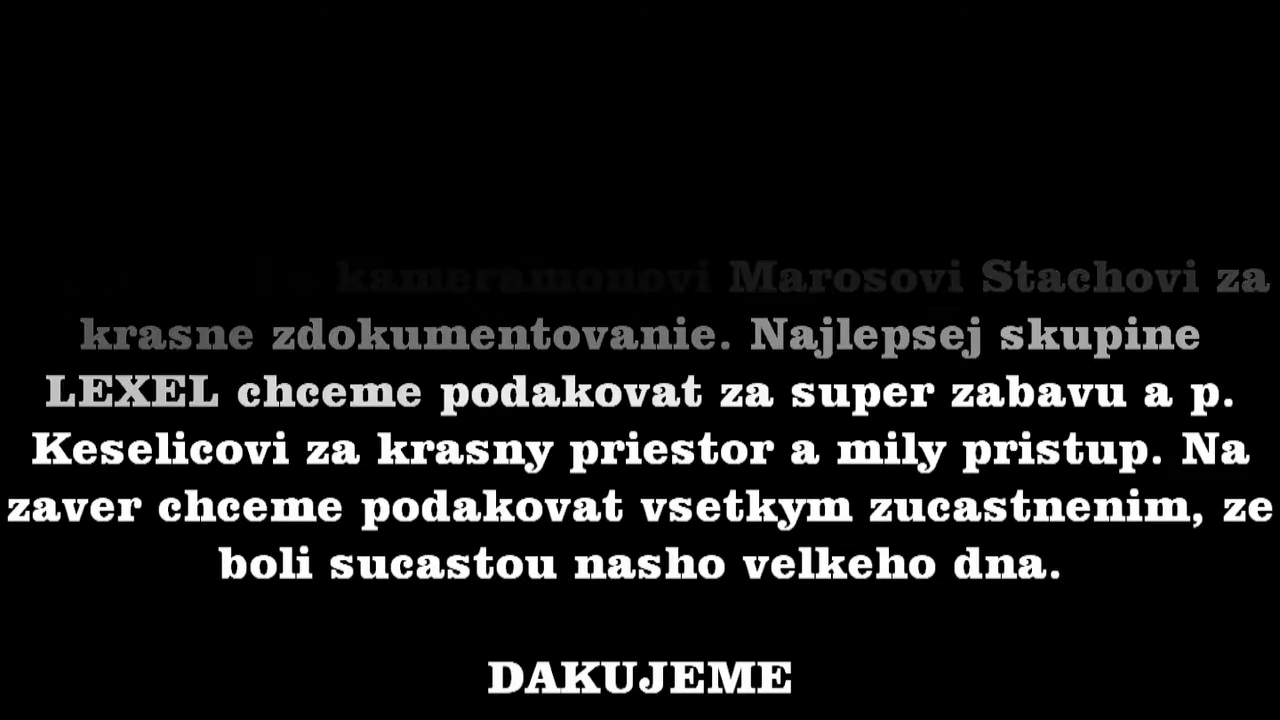 kameramonovi Marosovi Stachovi za
krasne zdokumentovanie. Najlepsej skupine
LEXEL chceme podakovat za super zabavu a p.
Keselicovi za krasny priestor a mily pristup. Na
zaver chceme podakovat vsetkym zucastnenim, ze
boli sucastou nasho velkeho dna.
DAKUJEME